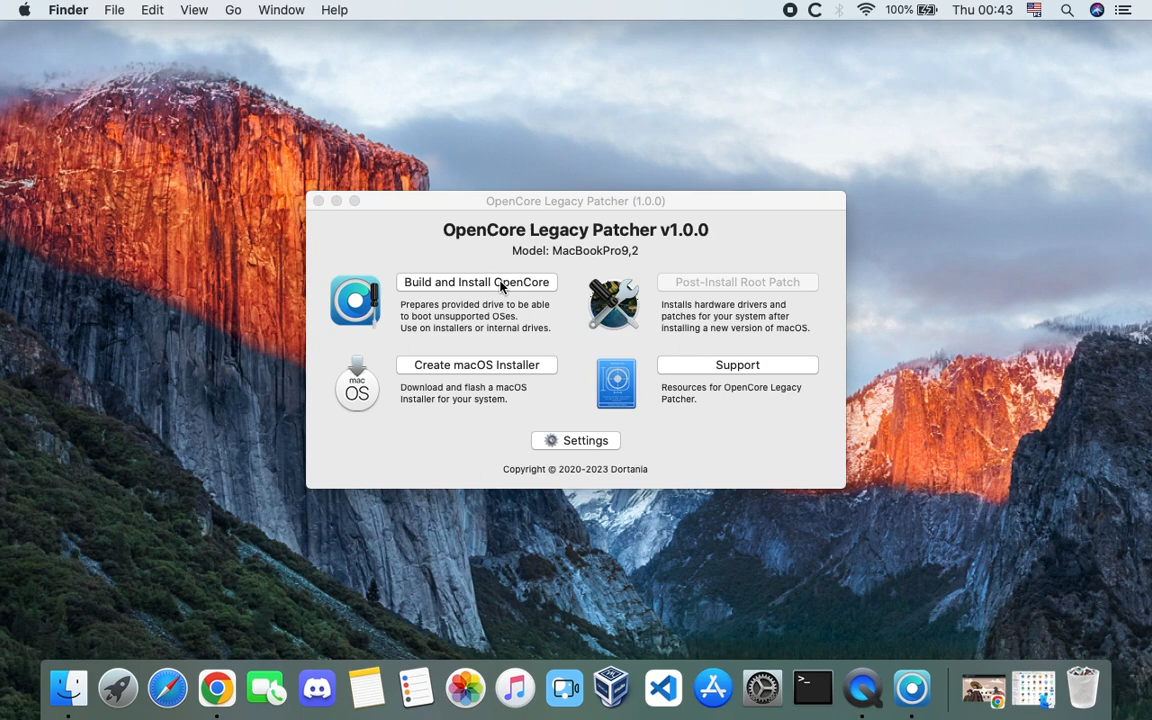 Finder File Edit View Go Window Help
100% Thu 00:43
OpenCore Legacy Patcher (1.0.0)
OpenCore Legacy Patcher v1.0.0
Model: MacBookPro9,2
Build and Install OpenCore
Prepares provided drive to be able
to boot unsupported OSes.
Use on installers or internal drives.
Post-Install Root Patch
Installs hardware drivers and
patches for your system after
installing a new version of macOS.
mac
OS
Create macOS Installer
Download and flash a macOS
Installer for your system.
Support
Resources for OpenCore Legacy
Patcher.
Settings
Copyright © 2020-2023 Dortania
>_